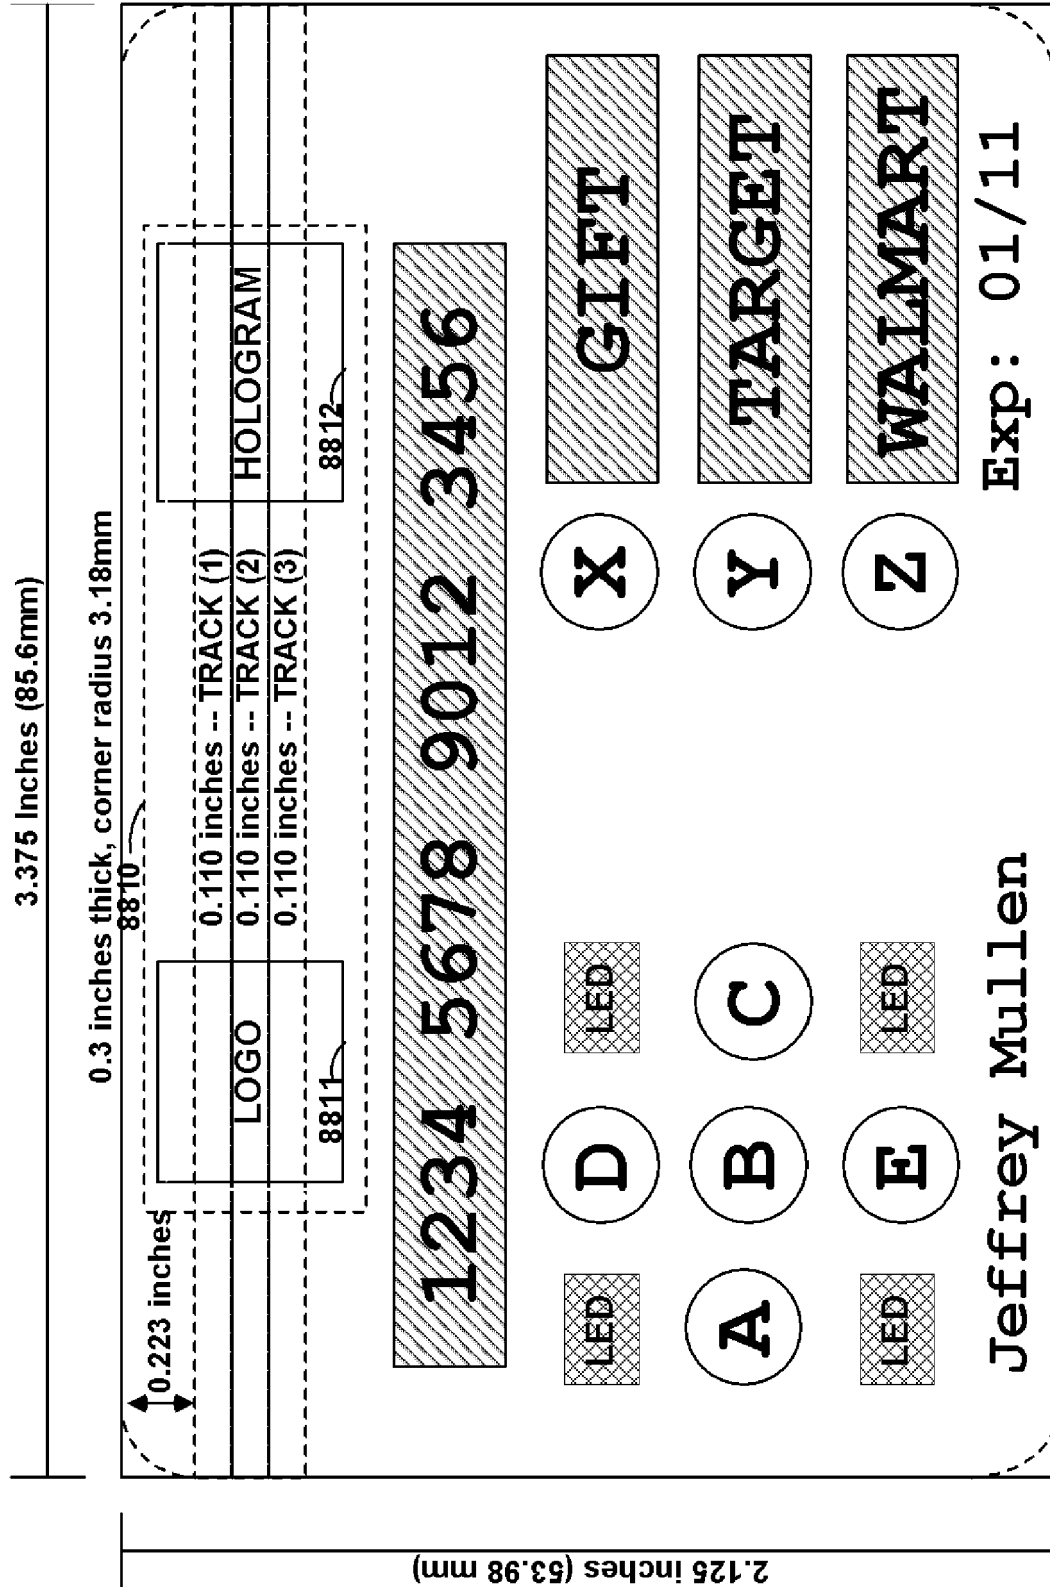 3.375 Inches (85.6mm)
0.3 inches thick, corner radius 3.18mm
8810
0.223 inches
LOGO
8811
0.110 inches -- TRACK (1)
0.110 inches -- TRACK (2)
0.110 inches -- TRACK (3)
HOLOGRAM
8812
1234 5678 9012 3456
LED
D
LED
X
GIFT
A
B
C
Y
TARGET
LED
E
LED
Z
WALMART
Jeffrey Mullen
Exp: 01/11
2.125 inches (53.98 mm)